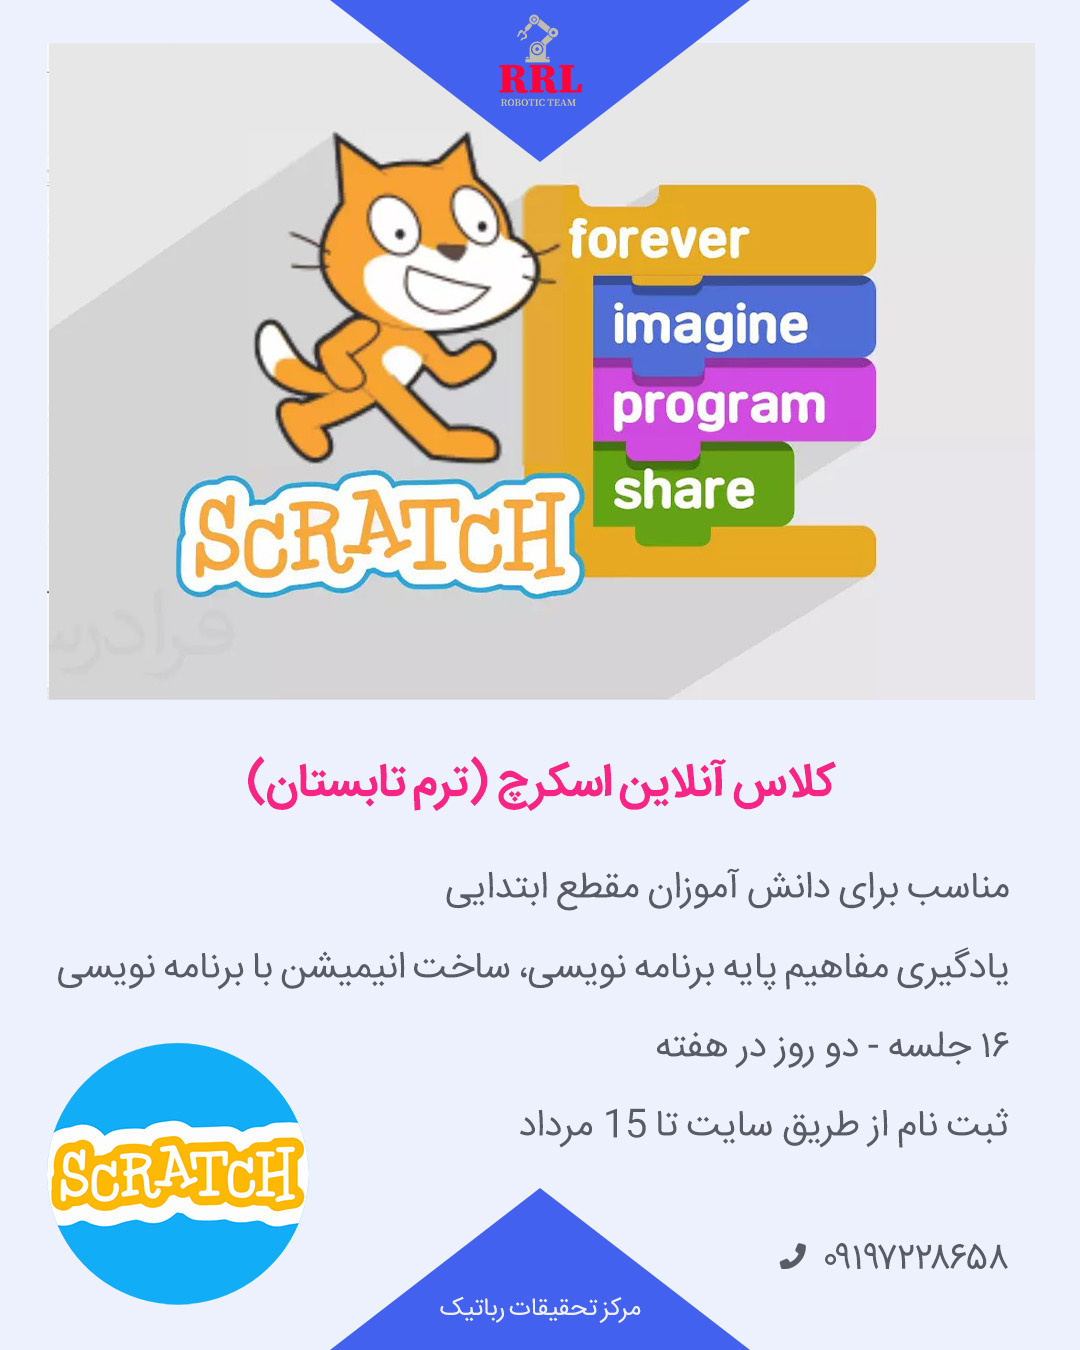 RRL
ROBOTIC TEAM
forever
imagine
program
share
SCRATCH
فرادرس
کلاس آنلاین اسکرچ (ترم تابستان)
مناسب برای دانش آموزان مقطع ابتدایی
یادگیری مفاهیم پایه برنامه نویسی، ساخت انیمیشن با برنامه نویسی
۱۶ جلسه - دو روز در هفته
ثبت نام از طریق سایت تا 15 مرداد
SCRATCH
۰۹۱۹۷۲۲۸۶۵۸
مرکز تحقیقات رباتیک